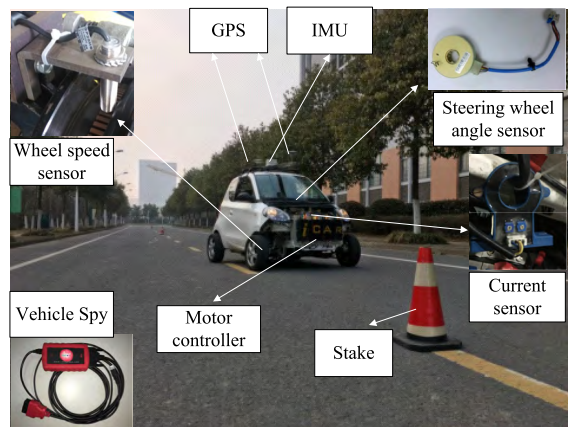 GPS
IMU
Wheel speed
sensor
Steering wheel
angle sensor
Current
sensor
Vehicle Spy
Motor
controller
Stake
iCAR